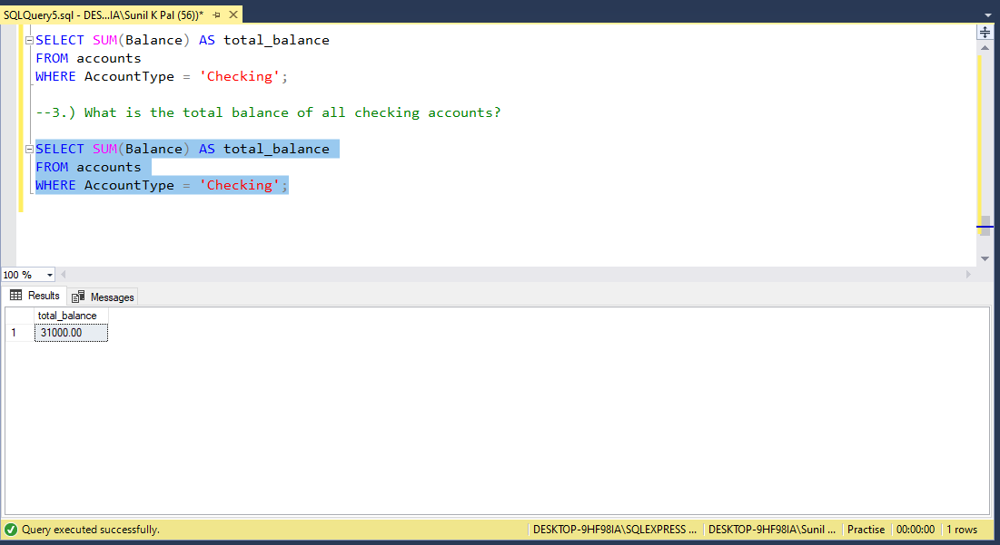 SQLQuery5.sql - DES...IA\Sunil K Pal (56))*
SELECT SUM(Balance) AS total_balance
FROM accounts
WHERE AccountType = 'Checking';
--3.) What is the total balance of all checking accounts?
SELECT SUM(Balance) AS total_balance
FROM accounts
WHERE AccountType = 'Checking';
100 %
Results Messages
total_balance
1 31000.00
Query executed successfully. DESKTOP-9HF98IA\SQLEXPRESS ... DESKTOP-9HF98IA\Sunil ... Practise 00:00:00 1 rows